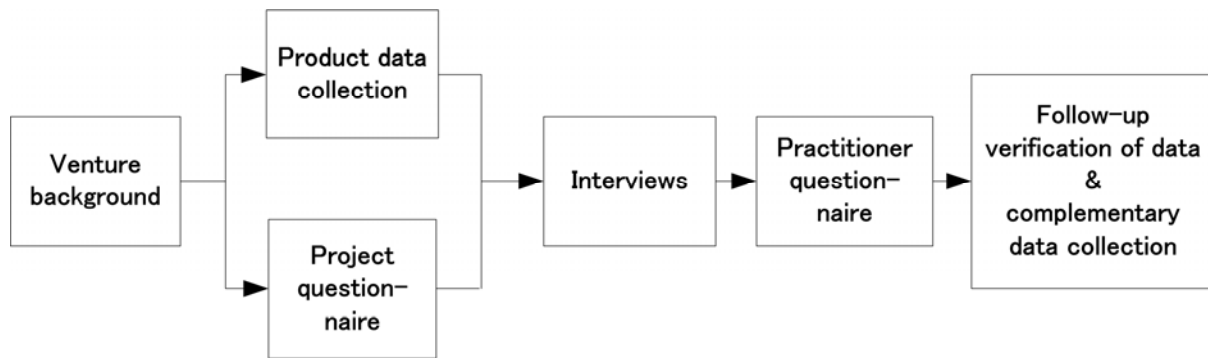 Venture
background
Product data
collection
Project
question-
naire
Interviews
Practitioner
question-
naire
Follow-up
verification of data
&
complementary
data collection